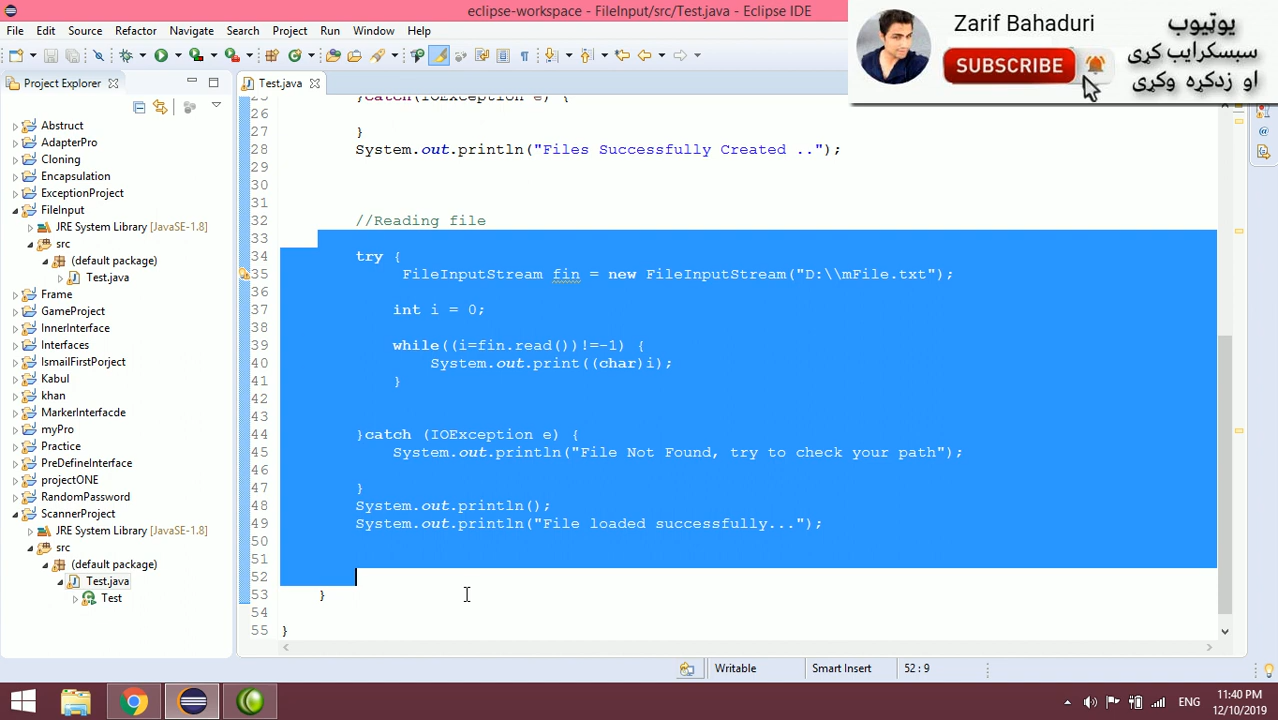 eclipse-workspace - FileInput/src/Test.java - Eclipse IDE
File Edit Source Refactor Navigate Search Project Run Window Help
Zarif Bahaduri
SUBSCRIBE
یوټیوب
سبسکرایب کړی
او زدکړه وکړی
Project Explorer
Test.java
Abstruct
AdapterPro
Cloning
Encapsulation
ExceptionProject
FileInput
JRE System Library [JavaSE-1.8]
src
(default package)
Test.java
Frame
GameProject
InnerInterface
Interfaces
IsmailFirstPorject
Kabul
khan
MarkerInterfacde
myPro
Practice
PreDefineInterface
projectONE
RandomPassword
ScannerProject
JRE System Library [JavaSE-1.8]
src
(default package)
Test.java
Test
25 }catch(IOException e) {
26
27 }
28 System.out.println("Files Successfully Created ..");
29
30
31
32 //Reading file
33
34 try {
35 FileInputStream fin = new FileInputStream("D:\\mFile.txt");
36
37 int i = 0;
38
39 while((i=fin.read())!=-1) {
40 System.out.print((char)i);
41 }
42
43
44 }catch (IOException e) {
45 System.out.println("File Not Found, try to check your path");
46
47 }
48 System.out.println();
49 System.out.println("File loaded successfully...");
50
51
52
53 }
54
55 }
Writable Smart Insert 52 : 9
ENG
11:40 PM
12/10/2019